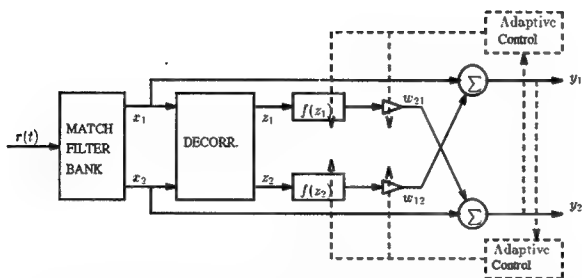 Adaptive
Control
y₁
Σ
r(t)
MATCH
FILTER
BANK
x₁
x₂
DECORR.
z₁
z₂
f(z₁)
f(z₂)
w₂₁
w₁₂
Σ
y₂
Adaptive
Control